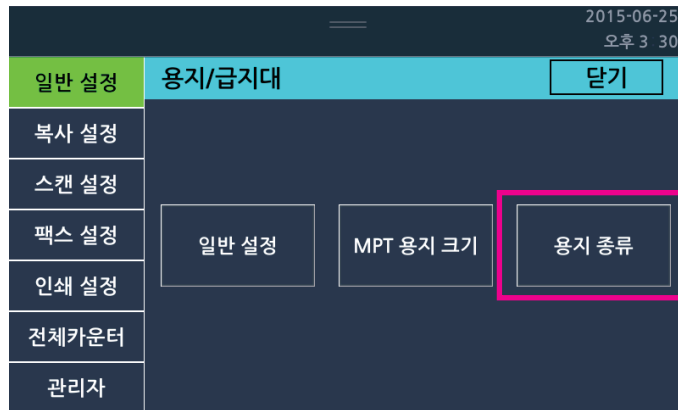 2015-06-25
오후 3 30
일반 설정
용지/급지대
닫기
복사 설정
스캔 설정
팩스 설정
일반 설정
MPT 용지 크기
용지 종류
인쇄 설정
전체카운터
관리자